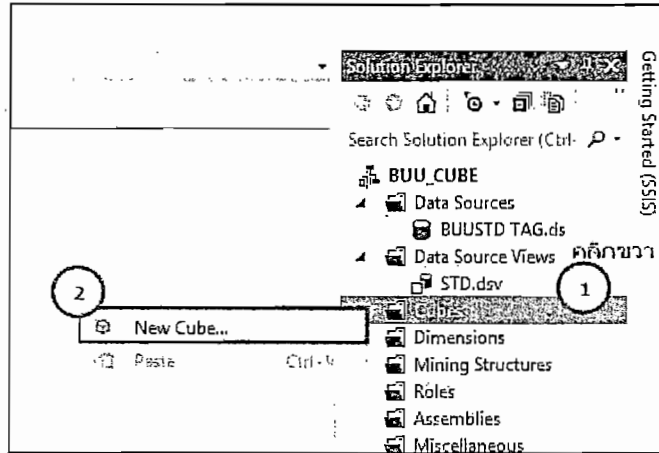 Solution Explorer
Search Solution Explorer (Ctrl-
BUU_CUBE
Data Sources
BUUSTD TAG.ds
Data Source Views
คลิกขวา
STD.dsv
1
Cubes
2
New Cube...
Paste
Dimensions
Mining Structures
Roles
Assemblies
Miscellaneous
Getting Started (SSIS)